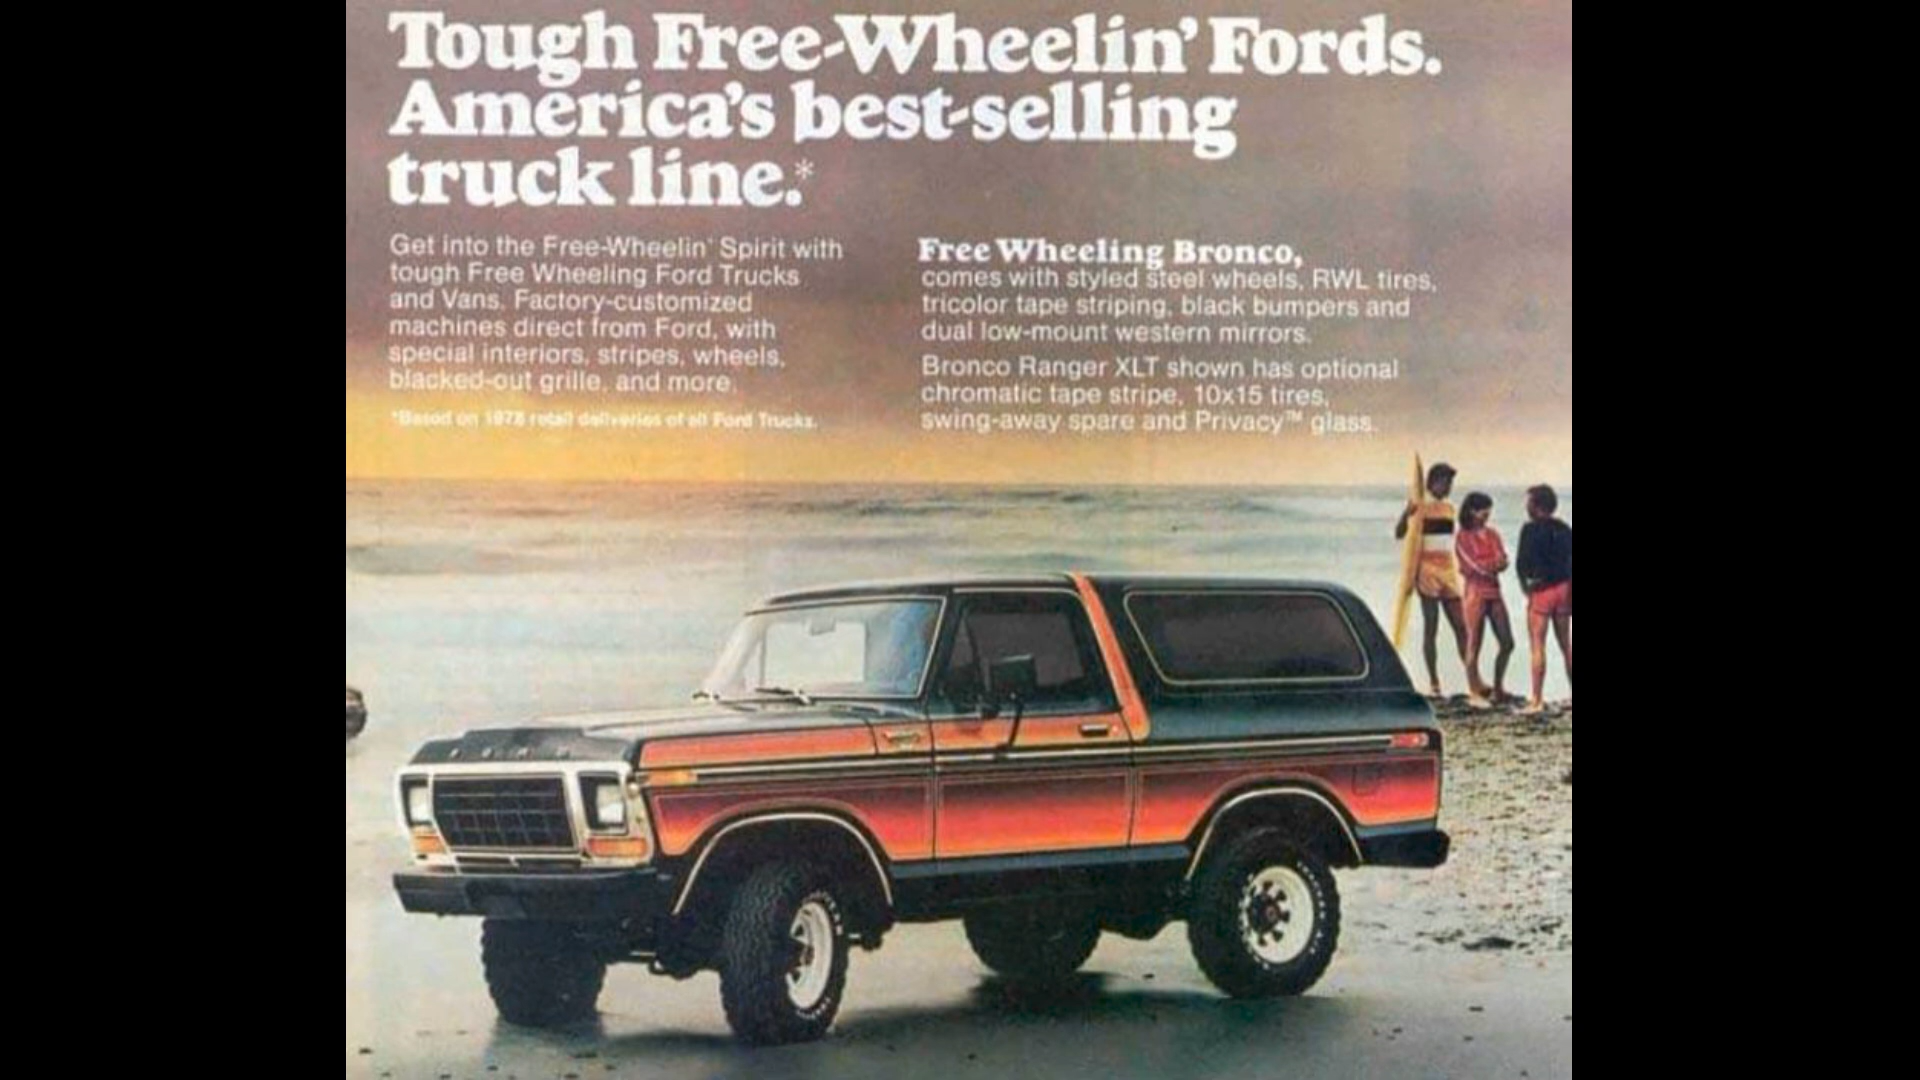 Tough Free-Wheelin' Fords.
America's best-selling
truck line.*
Get into the Free-Wheelin' Spirit with
tough Free Wheeling Ford Trucks
and Vans. Factory-customized
machines direct from Ford, with
special interiors, stripes, wheels,
blacked-out grille, and more.
*Based on 1978 retail deliveries of all Ford Trucks.
Free Wheeling Bronco,
comes with styled steel wheels, RWL tires,
tricolor tape striping, black bumpers and
dual low-mount western mirrors.
Bronco Ranger XLT shown has optional
chromatic tape stripe, 10x15 tires,
swing-away spare and Privacy™ glass.
FORD